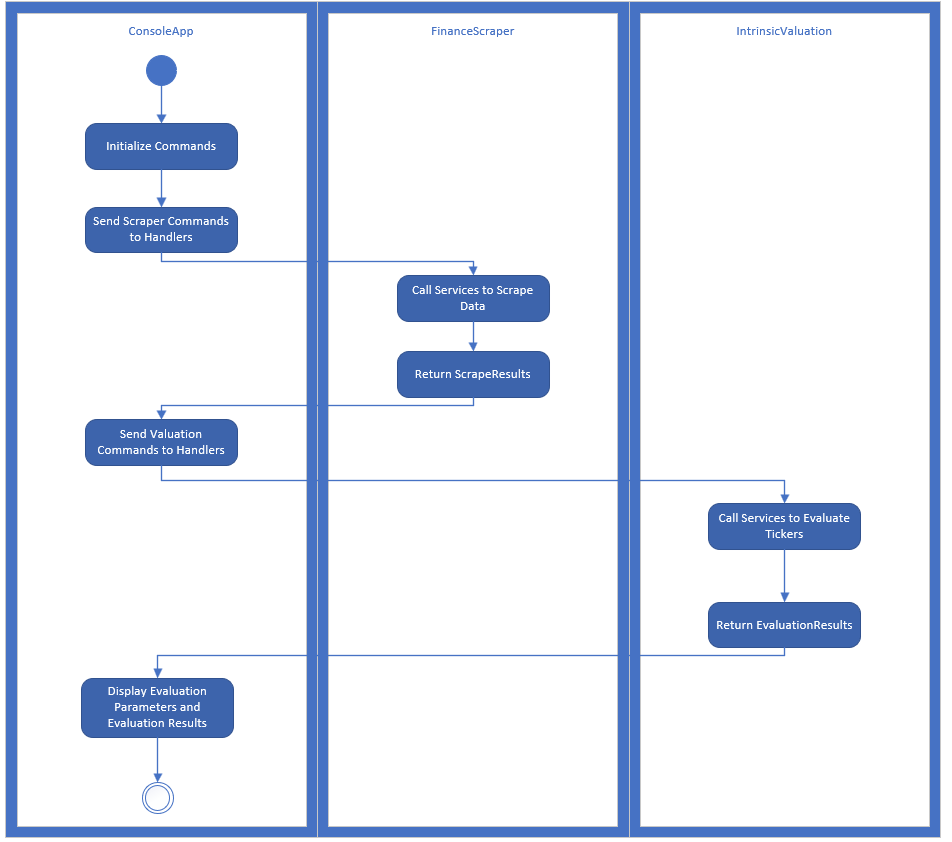 ConsoleApp
FinanceScraper
IntrinsicValuation
Initialize Commands
Send Scraper Commands
to Handlers
Call Services to Scrape
Data
Return ScrapeResults
Send Valuation
Commands to Handlers
Call Services to Evaluate
Tickers
Return EvaluationResults
Display Evaluation
Parameters and
Evaluation Results